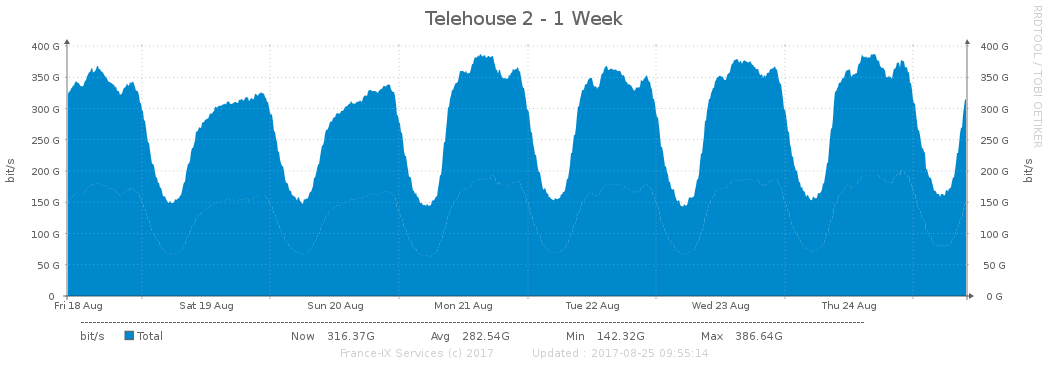 Telehouse 2 - 1 Week
RRDTOOL / TOBI OETIKER
400 G 400 G
350 G 350 G
300 G 300 G
250 G 250 G
200 G 200 G
150 G 150 G
100 G 100 G
50 G 50 G
0 0 G
bit/s bit/s
Fri 18 Aug Sat 19 Aug Sun 20 Aug Mon 21 Aug Tue 22 Aug Wed 23 Aug Thu 24 Aug
bit/s Total Now 316.37G Avg 282.54G Min 142.32G Max 386.64G
France-IX Services (c) 2017 Updated : 2017-08-25 09:55:14